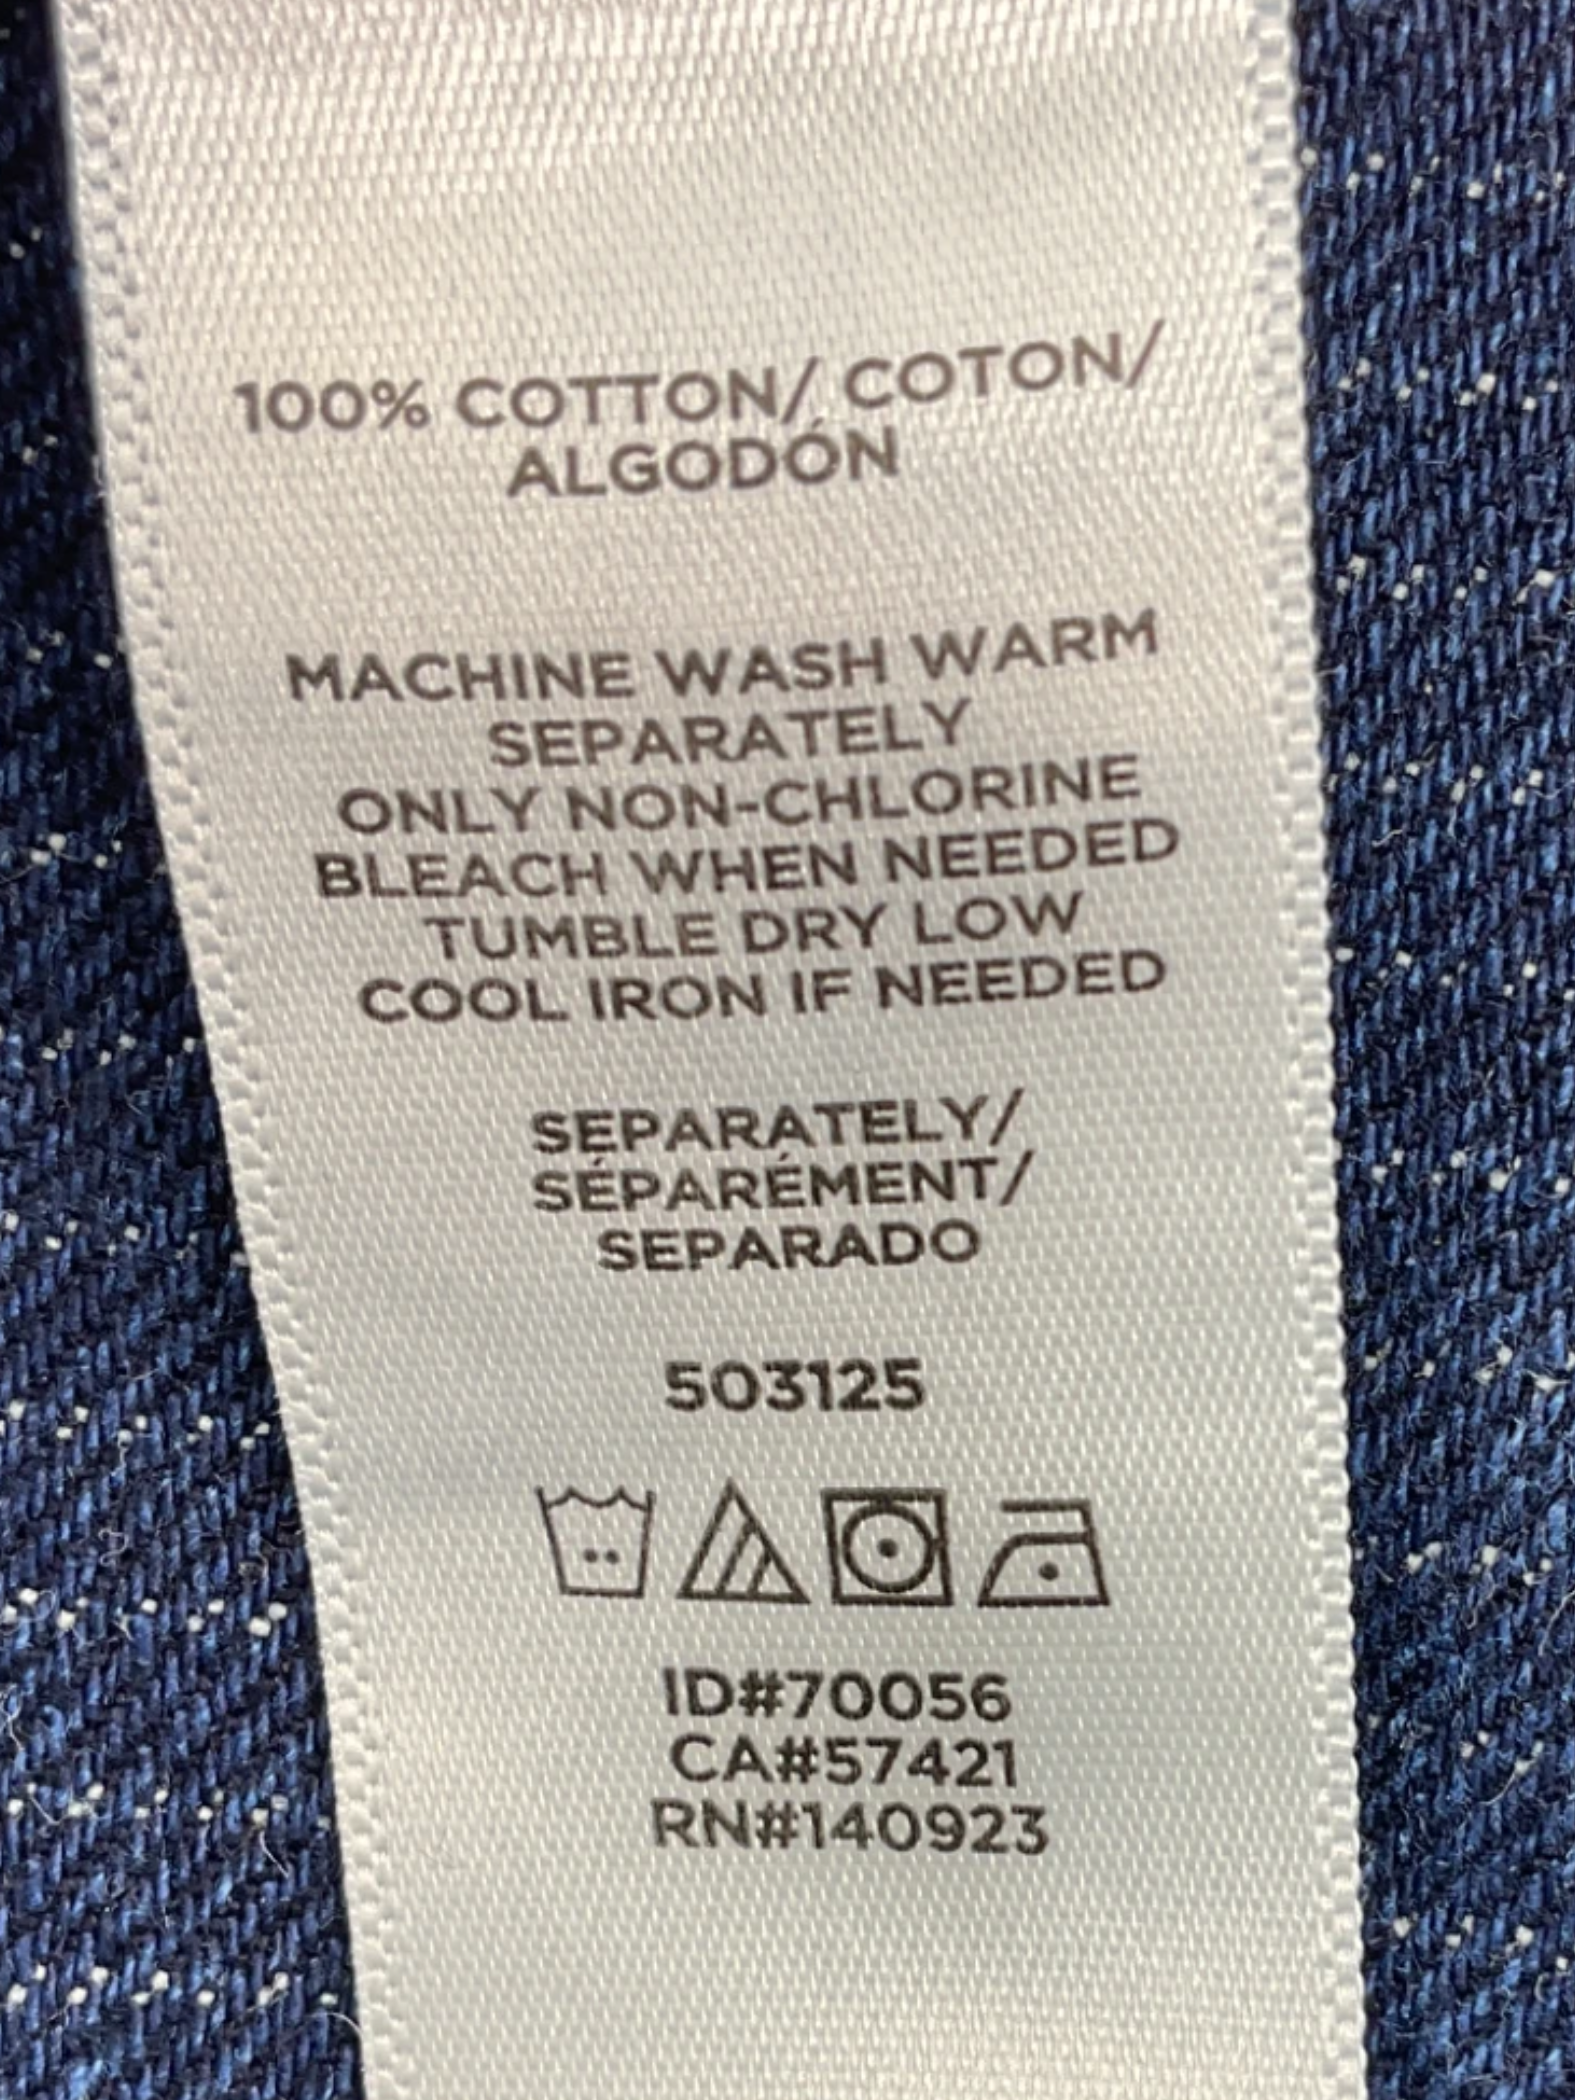 100% COTTON/ COTON/
ALGODÓN
MACHINE WASH WARM
SEPARATELY
ONLY NON-CHLORINE
BLEACH WHEN NEEDED
TUMBLE DRY LOW
COOL IRON IF NEEDED
SEPARATELY/
SÉPARÉMENT/
SEPARADO
503125
ID#70056
CA#57421
RN#140923